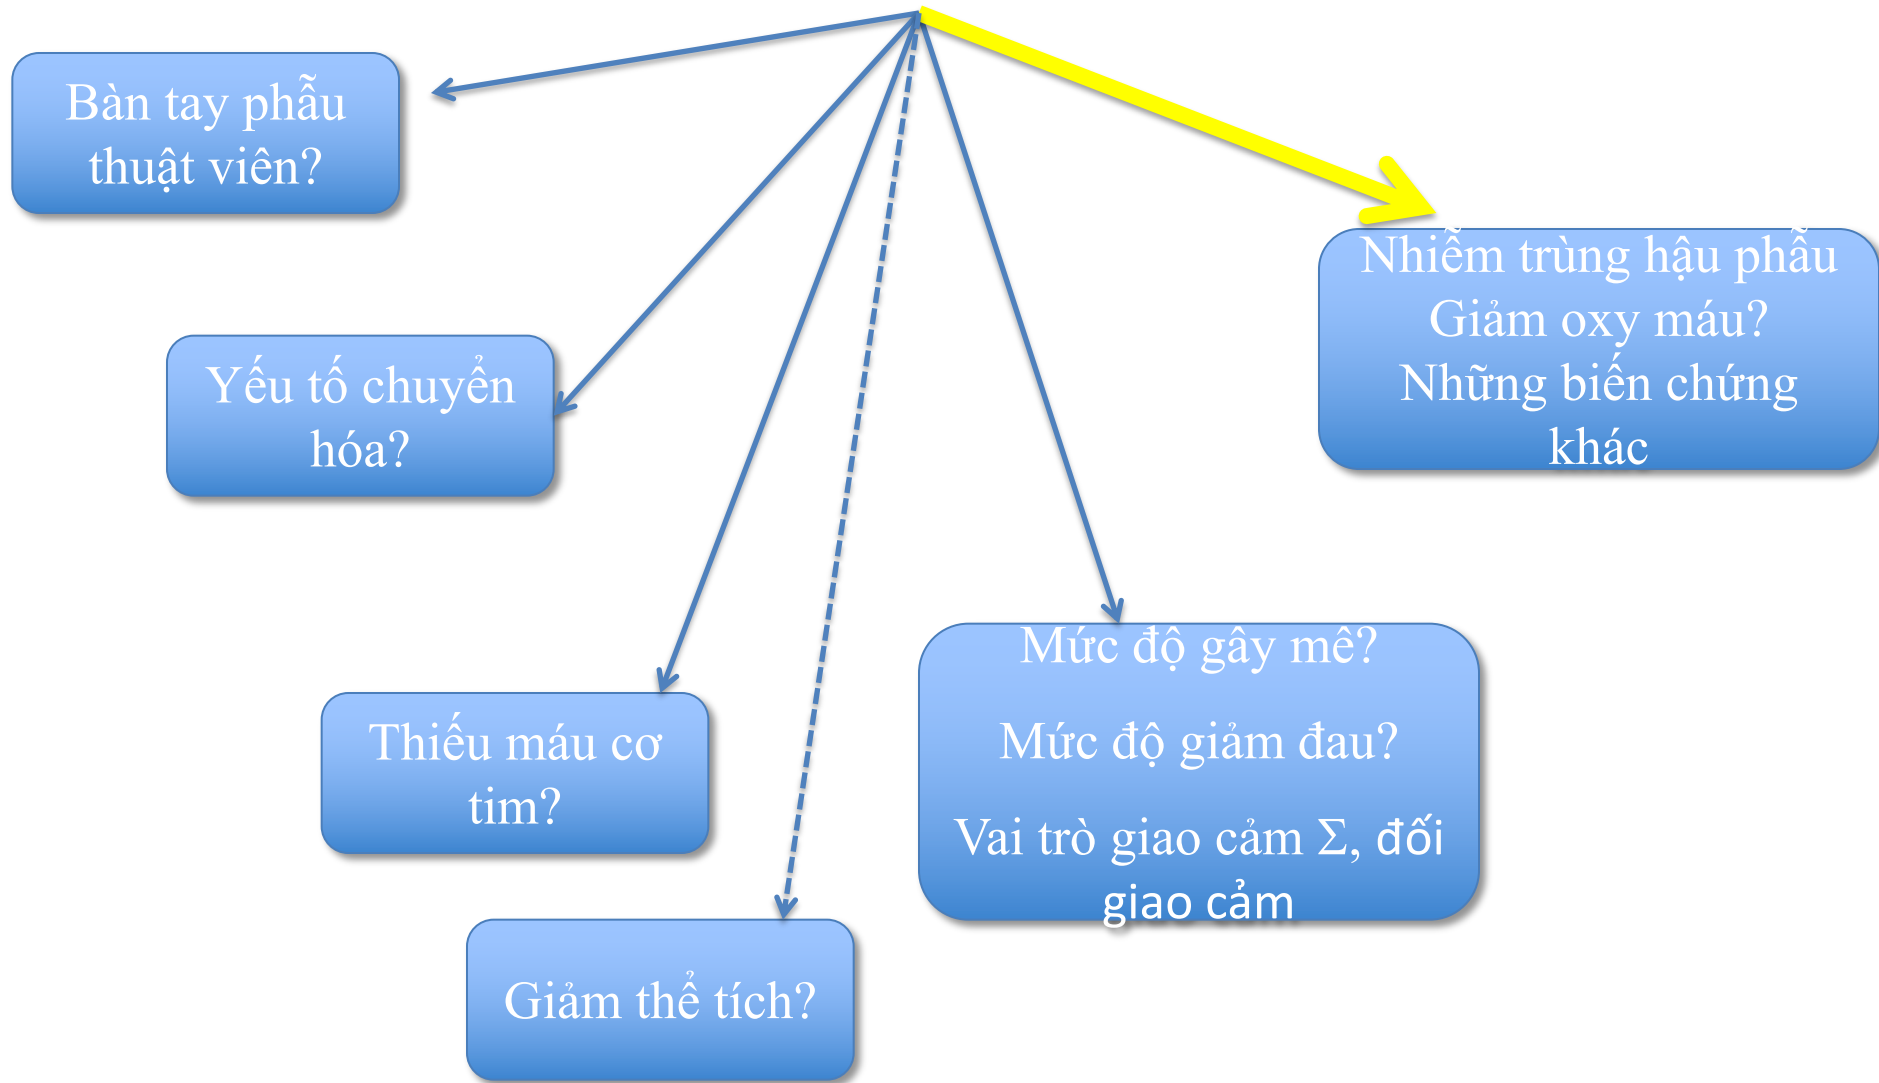 Bàn tay phẫu
thuật viên?
Nhiễm trùng hậu phẫu
Giảm oxy máu?
Những biến chứng
khác
Yếu tố chuyển
hóa?
Mức độ gây mê?
Mức độ giảm đau?
Vai trò giao cảm Σ, đối
giao cảm
Thiếu máu cơ
tim?
Giảm thể tích?